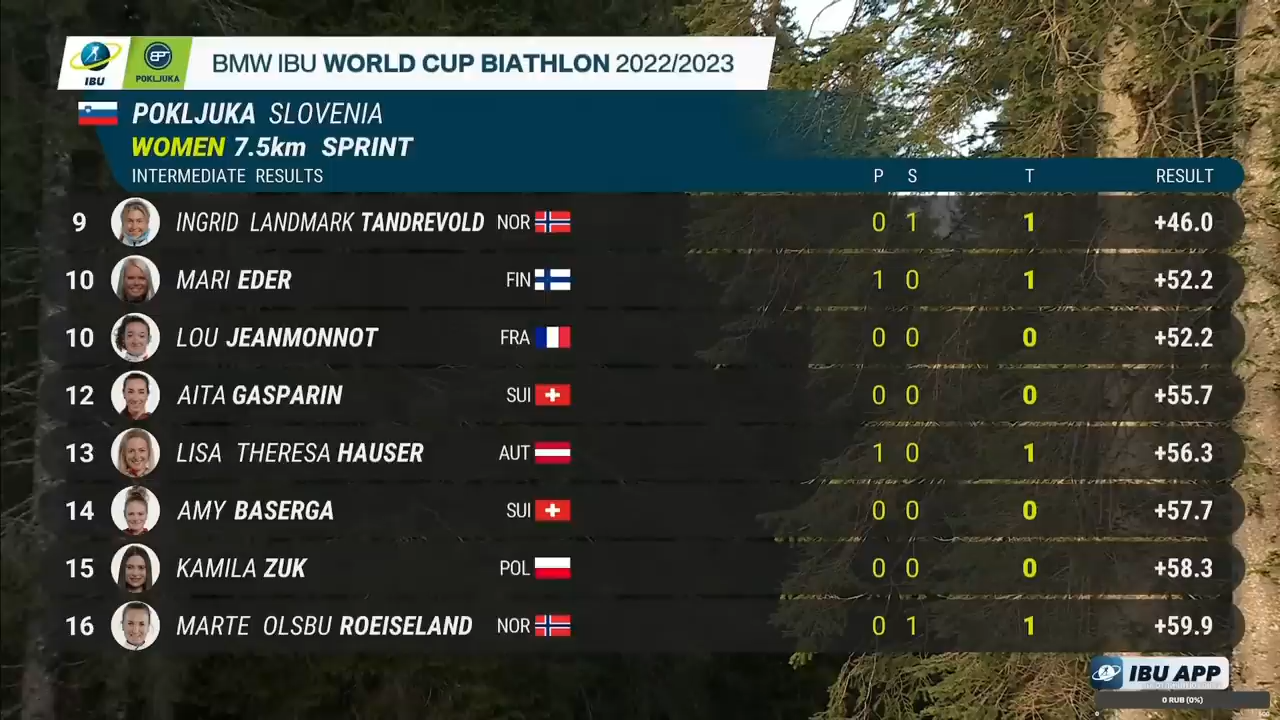 IBU
POKLJUKA
BMW IBU WORLD CUP BIATHLON 2022/2023
POKLJUKA SLOVENIA
WOMEN 7.5km SPRINT
INTERMEDIATE RESULTS P S T RESULT
9 INGRID LANDMARK TANDREVOLD NOR 0 1 1 +46.0
10 MARI EDER FIN 1 0 1 +52.2
10 LOU JEANMONNOT FRA 0 0 0 +52.2
12 AITA GASPARIN SUI 0 0 0 +55.7
13 LISA THERESA HAUSER AUT 1 0 1 +56.3
14 AMY BASERGA SUI 0 0 0 +57.7
15 KAMILA ZUK POL 0 0 0 +58.3
16 MARTE OLSBU ROEISELAND NOR 0 1 1 +59.9
IBU APP
0 RUB (0%)